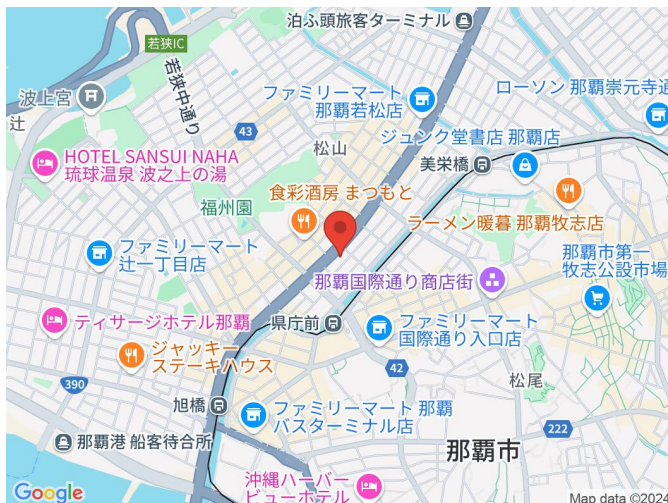 泊ふ頭旅客ターミナル
若狭IC
若狭中通り
波上宮
辻
ファミリーマート
那覇若松店
ローソン 那覇崇元寺通
43
松山
ジュンク堂書店 那覇店
HOTEL SANSUI NAHA
琉球温泉 波之上の湯
美栄橋
食彩酒房 まつもと
福州園
ラーメン暖暮 那覇牧志店
ファミリーマート
辻一丁目店
那覇市第一
牧志公設市場
那覇国際通り商店街
ティサージホテル那覇
県庁前
ファミリーマート
国際通り入口店
ジャッキー
ステーキハウス
42
390
松尾
旭橋
ファミリーマート 那覇
バスターミナル店
222
那覇港 船客待合所
那覇市
沖縄ハーバー
ビューホテル
Google
Map data ©2024